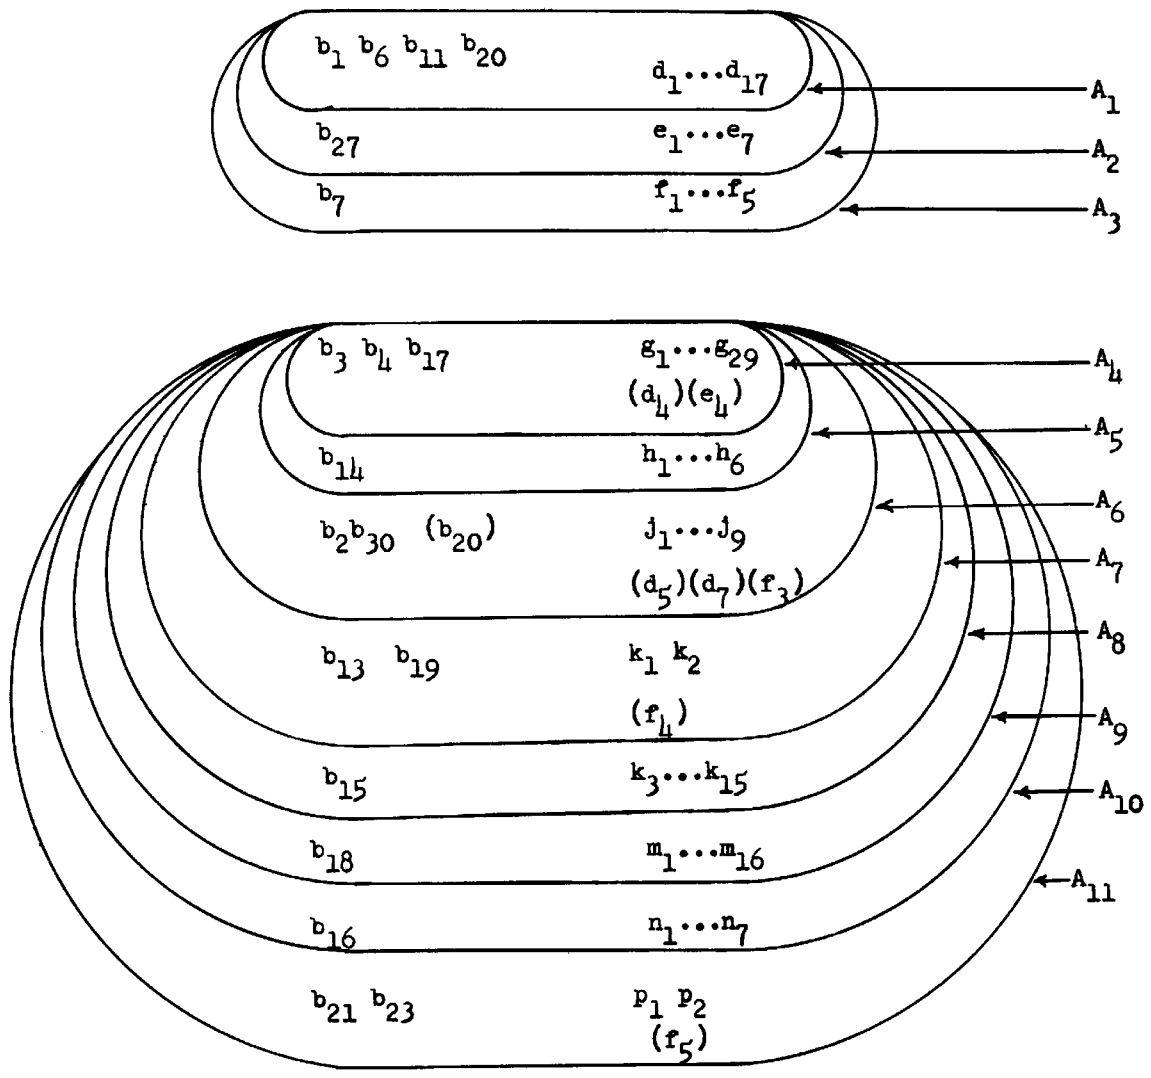 b₁ b₆ b₁₁ b₂₀ d₁...d₁₇ A₁
b₂₇ e₁...e₇ A₂
b₇ f₁...f₅ A₃
b₃ b₄ b₁₇ g₁...g₂₉ A₄
(d₄)(e₄)
b₁₄ h₁...h₆ A₅
b₂b₃₀ (b₂₀) j₁...j₉ A₆
(d₅)(d₇)(f₃) A₇
b₁₃ b₁₉ k₁ k₂ A₈
(f₄) A₉
b₁₅ k₃...k₁₅ A₁₀
b₁₈ m₁...m₁₆ A₁₁
b₁₆ n₁...n₇
b₂₁ b₂₃ p₁ p₂
(f₅)